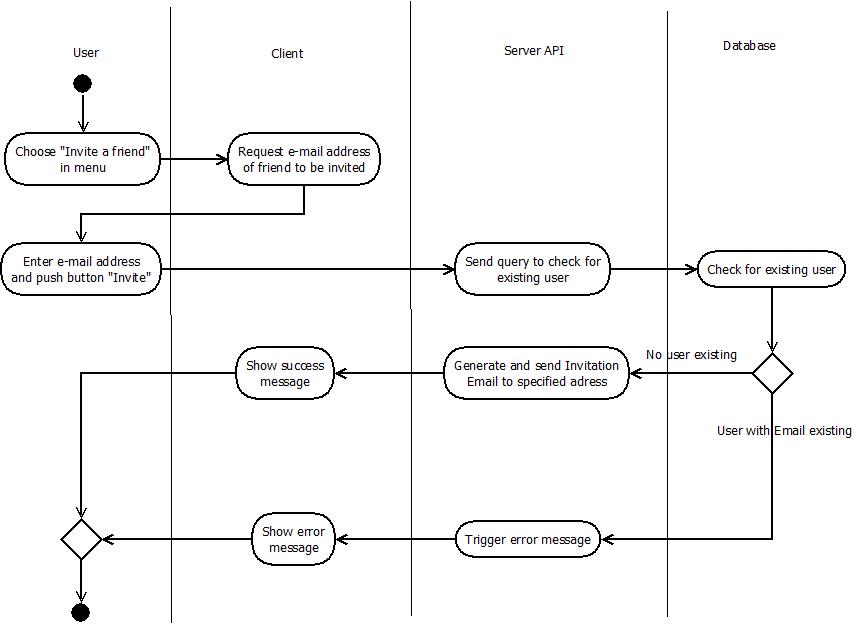 User
Client
Server API
Database
Choose "Invite a friend"
in menu
Request e-mail address
of friend to be invited
Enter e-mail address
and push button "Invite"
Send query to check for
existing user
Check for existing user
No user existing
Show success
message
Generate and send Invitation
Email to specified adress
User with Email existing
Show error
message
Trigger error message